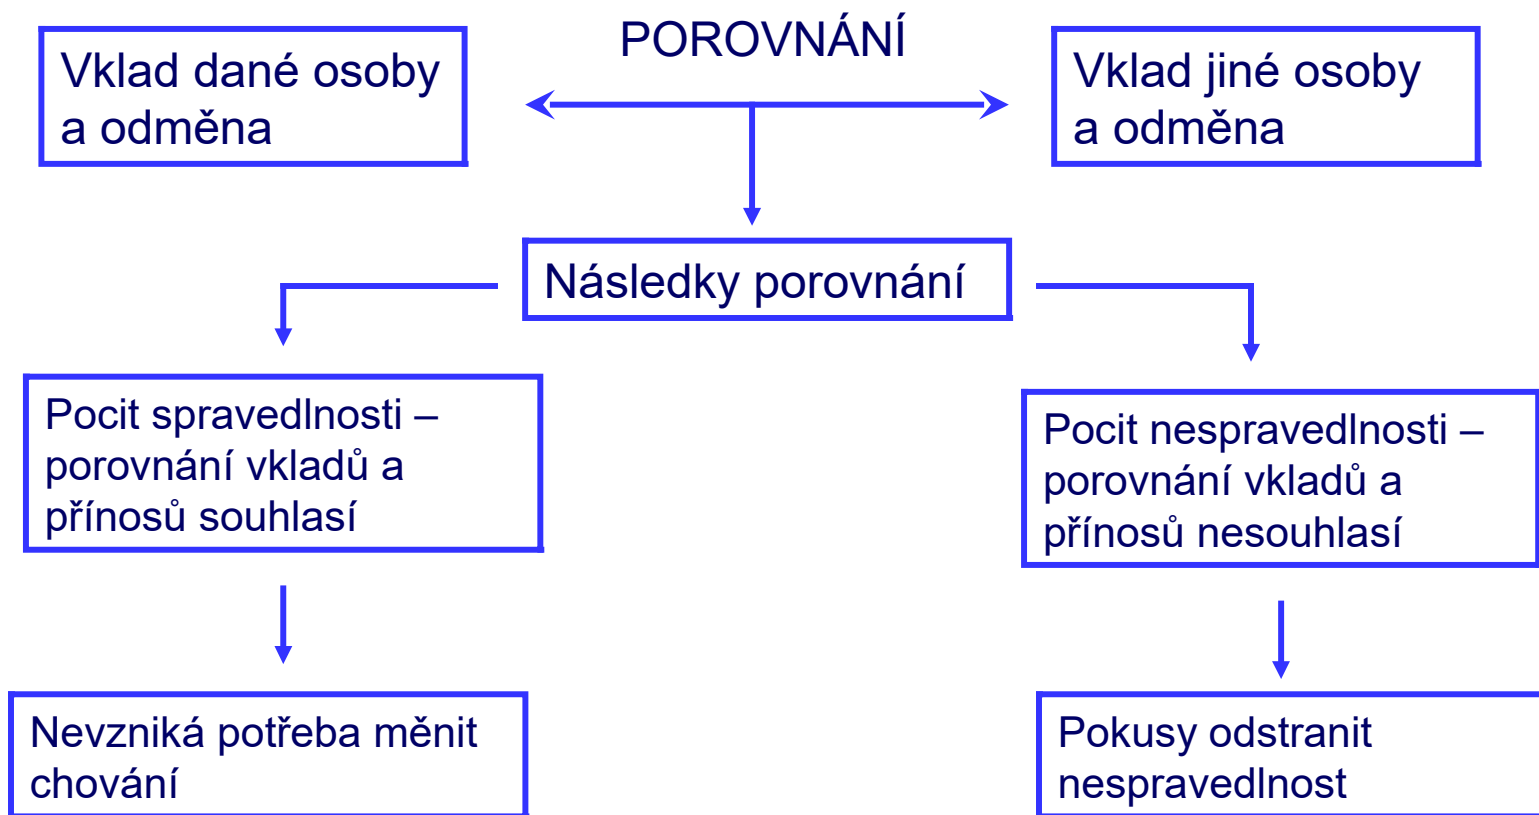 POROVNÁNÍ
Vklad dané osoby
a odměna
Vklad jiné osoby
a odměna
Následky porovnání
Pocit spravedlnosti –
porovnání vkladů a
přínosů souhlasí
Pocit nespravedlnosti –
porovnání vkladů a
přínosů nesouhlasí
Nevzniká potřeba měnit
chování
Pokusy odstranit
nespravedlnost